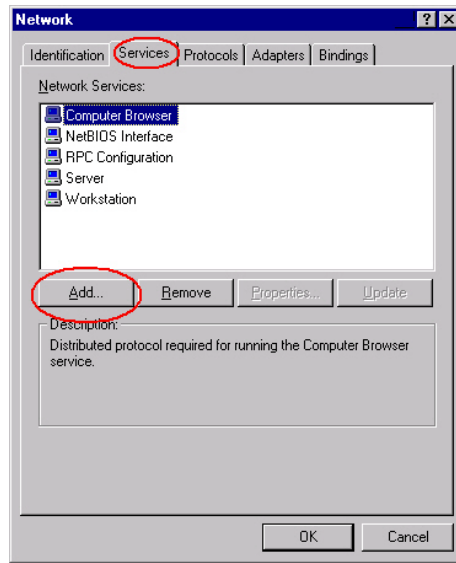 Network
Identification Services Protocols Adapters Bindings
Network Services:
Computer Browser
NetBIOS Interface
RPC Configuration
Server
Workstation
Add... Remove Properties... Update
Description:
Distributed protocol required for running the Computer Browser
service.
OK Cancel